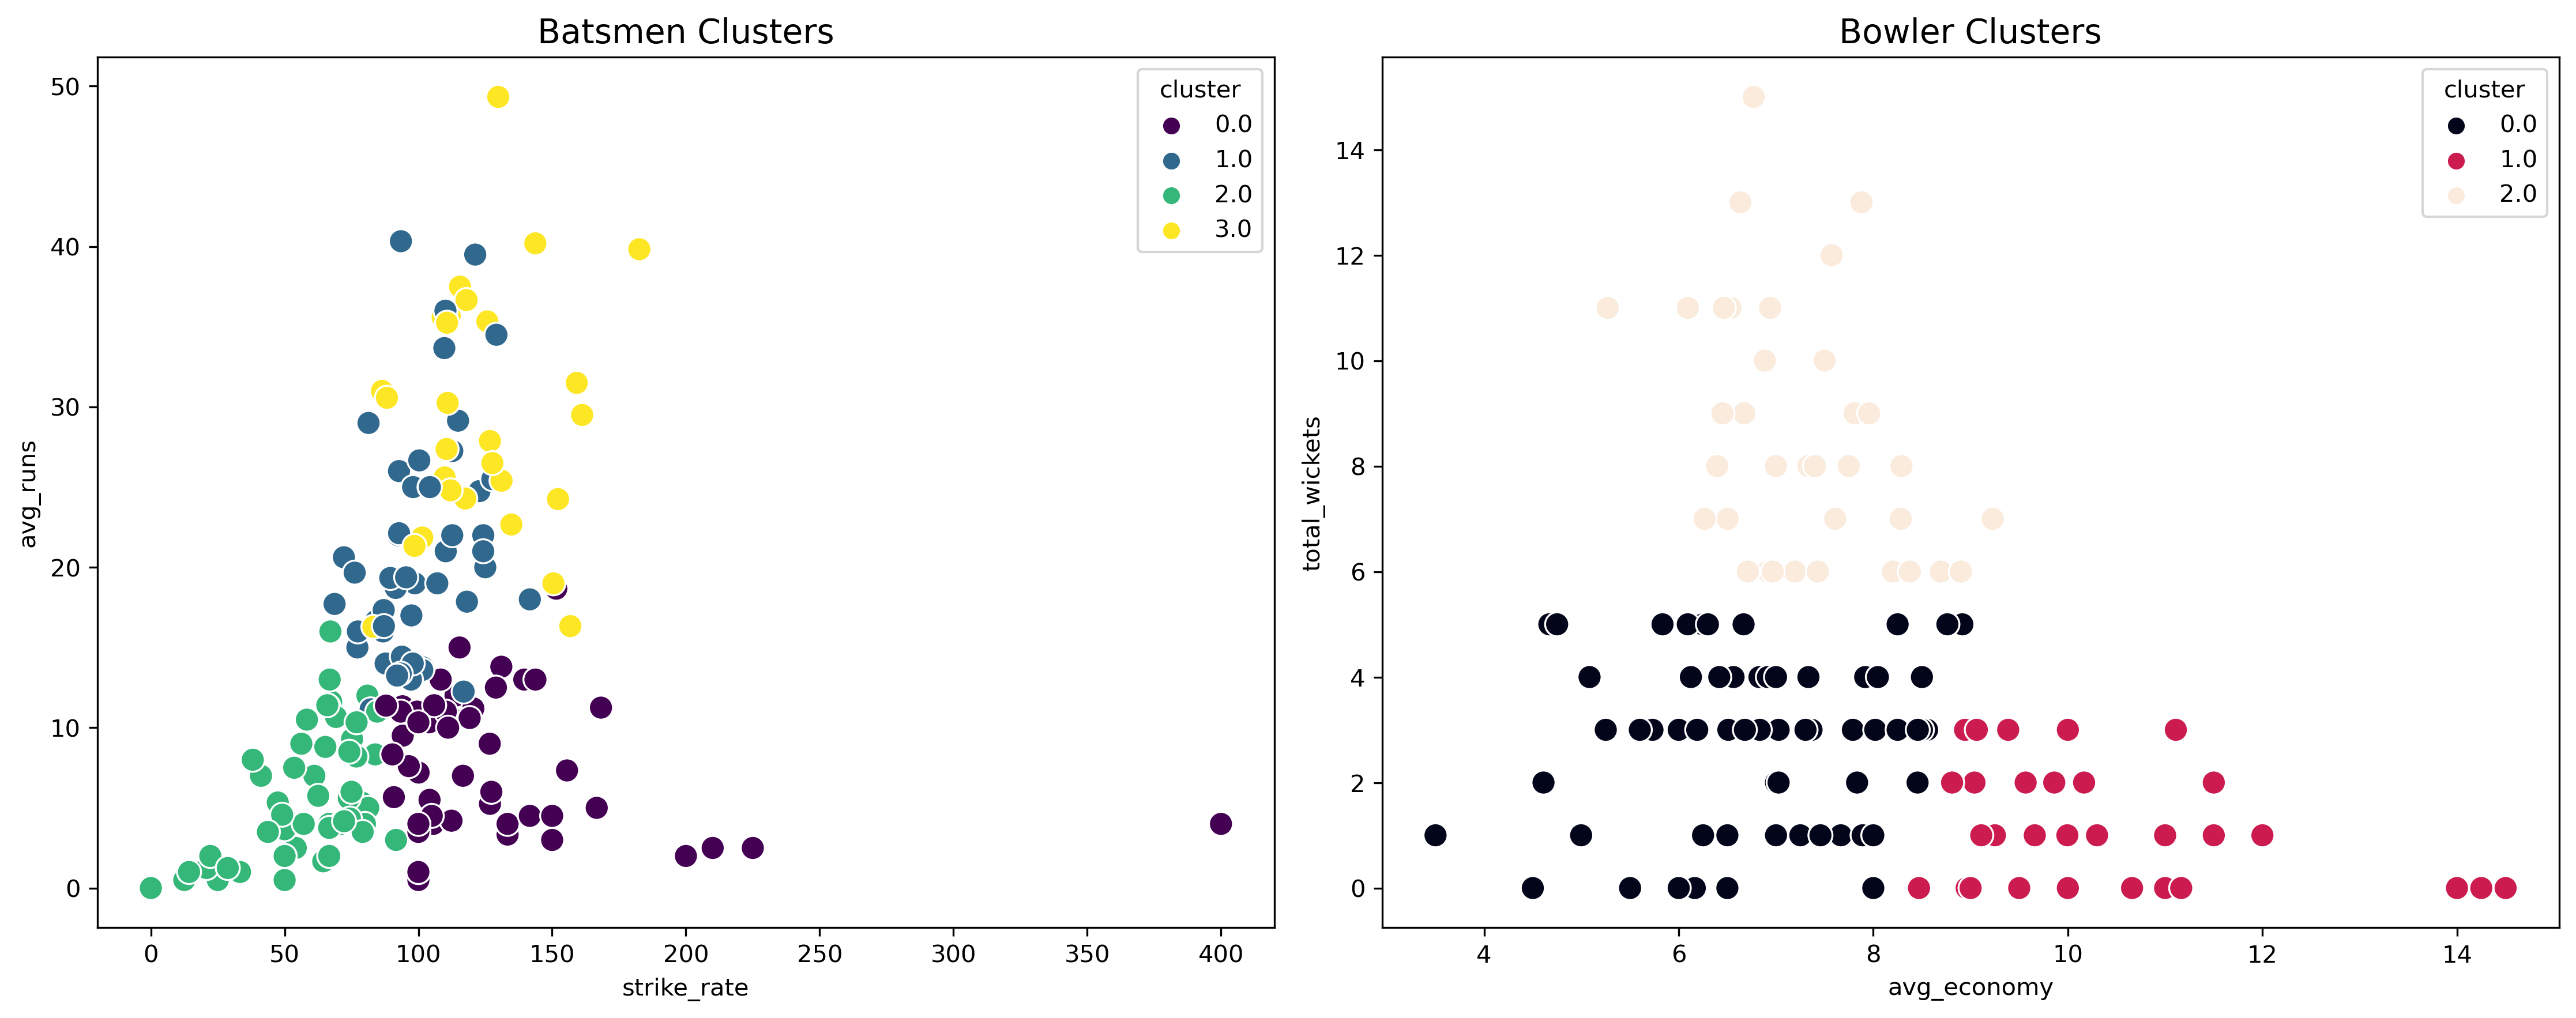 Batsmen Clusters
50
40
30
20
10
0
avg_runs
0 50 100 150 200 250 300 350 400
strike_rate
cluster
0.0
1.0
2.0
3.0
Bowler Clusters
14
12
10
8
6
4
2
0
total_wickets
4 6 8 10 12 14
avg_economy
cluster
0.0
1.0
2.0